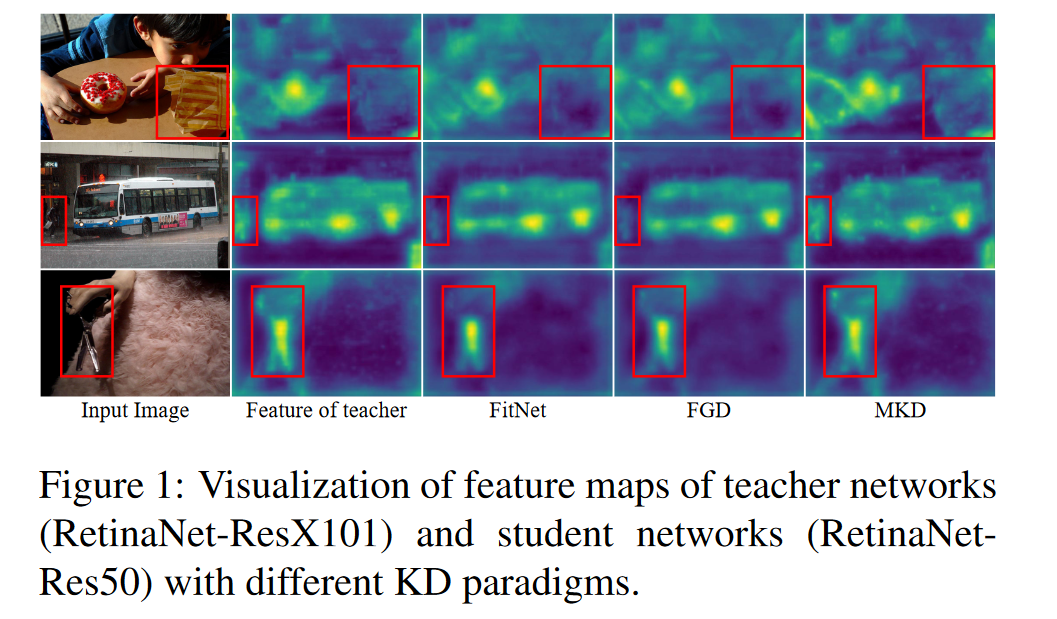 Input Image
Feature of teacher
FitNet
FGD
MKD
Figure 1: Visualization of feature maps of teacher networks
(RetinaNet-ResX101) and student networks (RetinaNet-
Res50) with different KD paradigms.